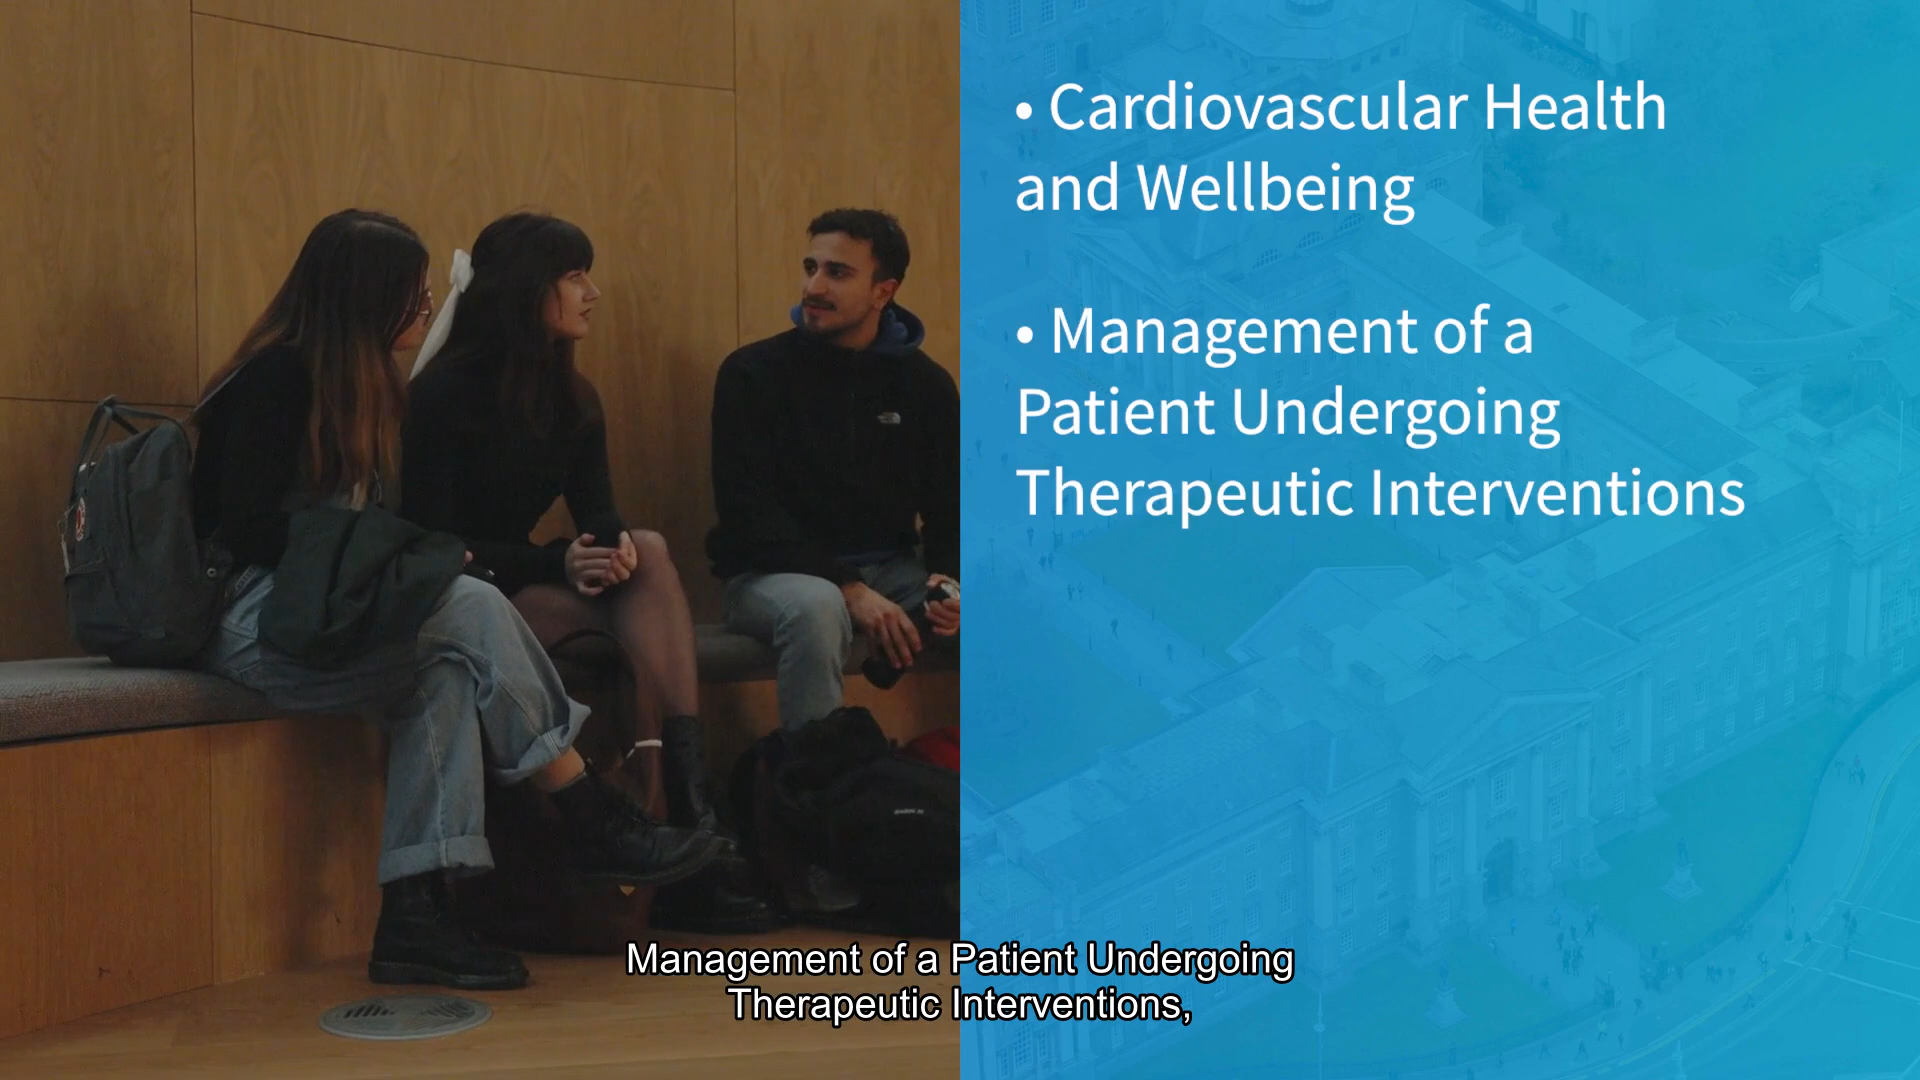 • Cardiovascular Health
and Wellbeing
• Management of a
Patient Undergoing
Therapeutic Interventions
Management of a Patient Undergoing
Therapeutic Interventions,